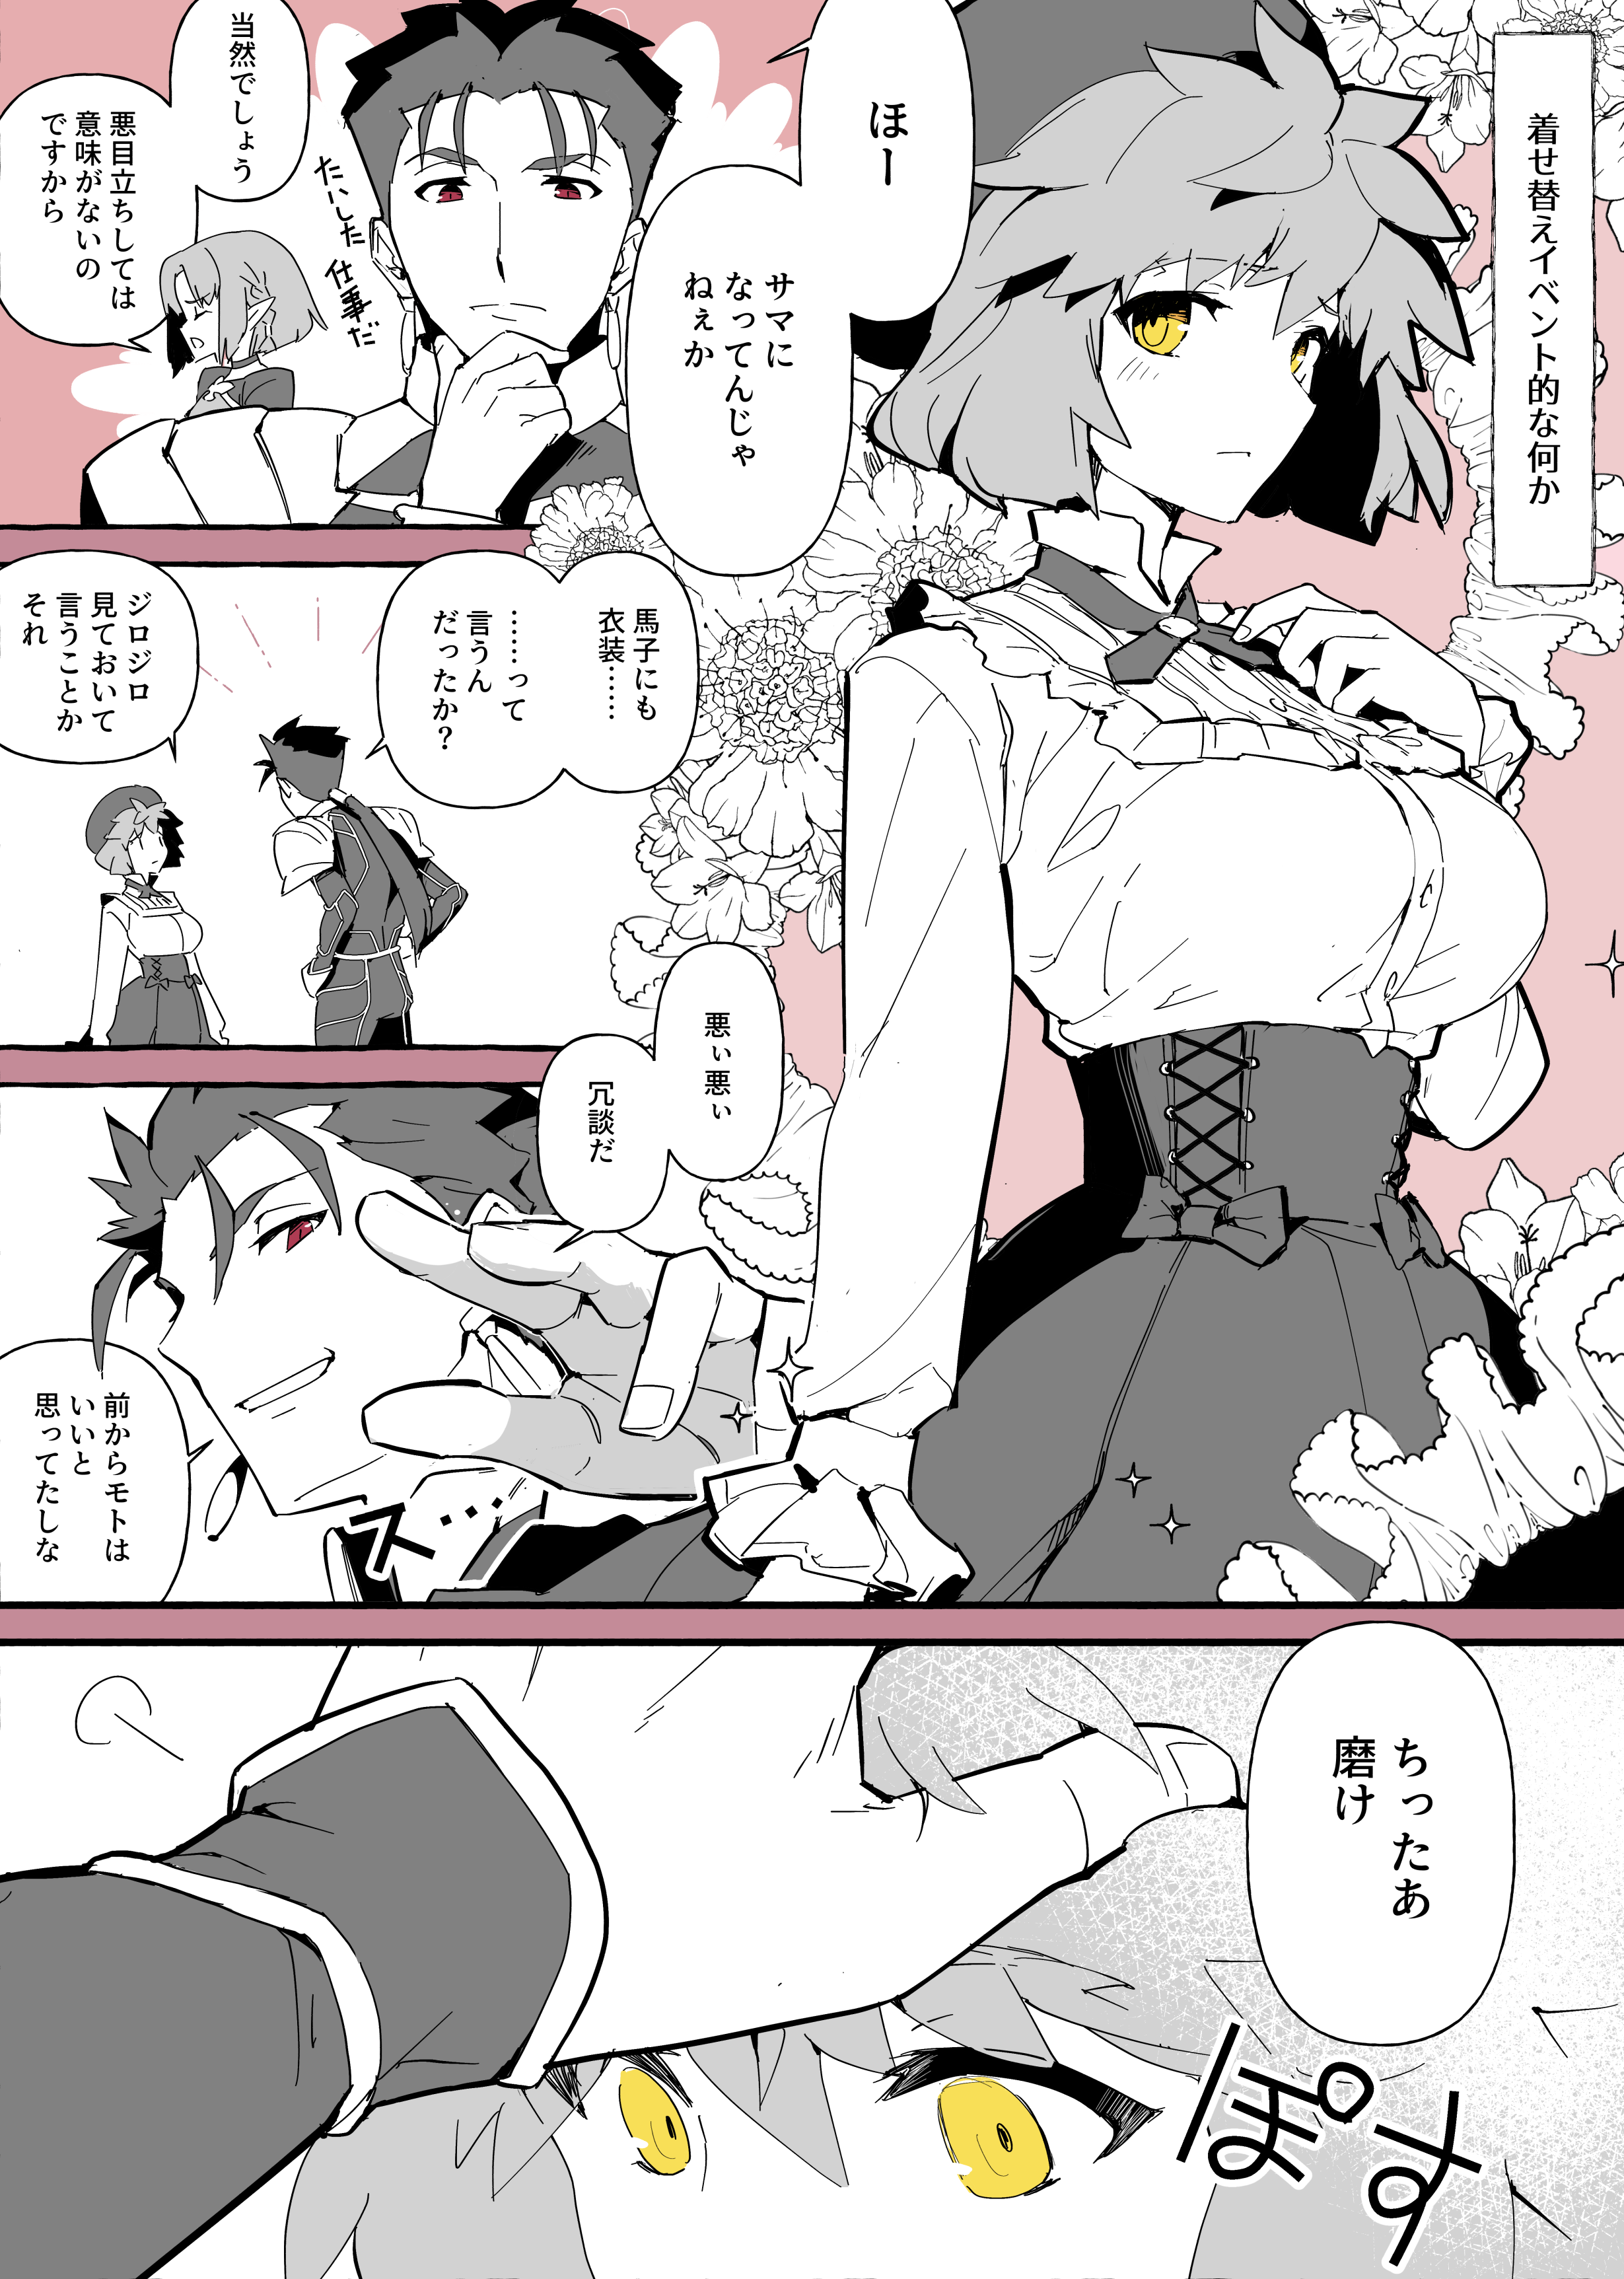 着せ替えイベント的な何か
ほー
サマに
なってんじゃ
ねぇか
たいした
仕事だ
当然でしょう
悪目立ちしては
意味がないの
ですから
馬子にも
衣装……
……って
言うん
だったか？
ジロジロ
見ておいて
言うことか
それ
悪ぃ悪ぃ
冗談だ
ス…
前からモトは
いいと
思ってたしな
ちったあ
磨け
ぽす